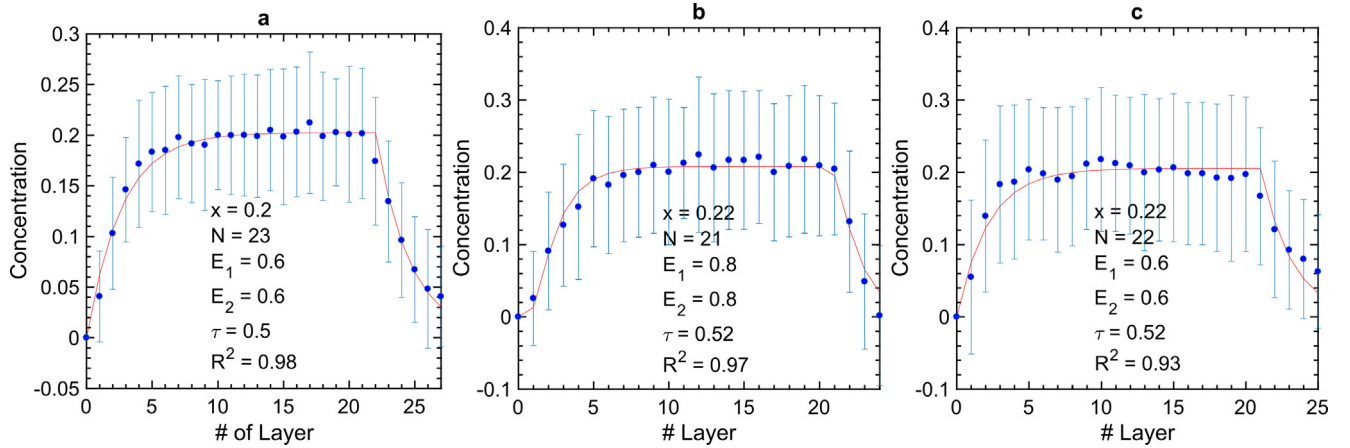 a
0.3
0.25
0.2
0.15
0.1
0.05
0
-0.05
Concentration
x = 0.2
N = 23
E1 = 0.6
E2 = 0.6
τ = 0.5
R2 = 0.98
0 5 10 15 20 25
# of Layer
b
0.4
0.3
0.2
0.1
0
-0.1
Concentration
x = 0.22
N = 21
E1 = 0.8
E2 = 0.8
τ = 0.52
R2 = 0.97
0 5 10 15 20
# Layer
c
0.4
0.3
0.2
0.1
0
-0.1
Concentration
x = 0.22
N = 22
E1 = 0.6
E2 = 0.6
τ = 0.52
R2 = 0.93
0 5 10 15 20 25
# Layer